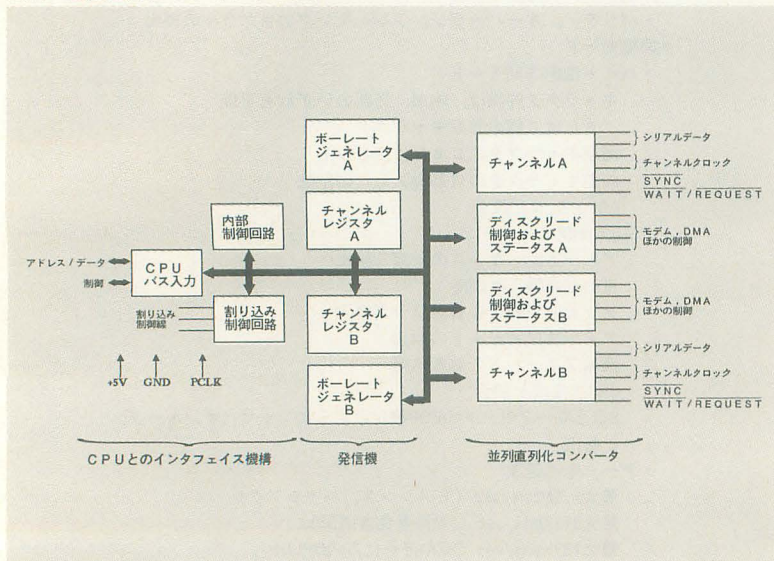 ボーレート
ジェネレータ
A
チャンネル
レジスタ
A
内部
制御回路
アドレス/データ
制御
CPU
バス入力
割り込み
制御線
割り込み
制御回路
チャンネル
レジスタ
B
ボーレート
ジェネレータ
B
+5V GND PCLK
チャンネルA
シリアルデータ
チャンネルクロック
SYNC
WAIT/REQUEST
ディスクリード
制御および
ステータスA
モデム,DMA
ほかの制御
ディスクリード
制御および
ステータスB
モデム,DMA
ほかの制御
チャンネルB
シリアルデータ
チャンネルクロック
SYNC
WAIT/REQUEST
CPUとのインタフェイス機構
発信機
並列直列化コンバータ